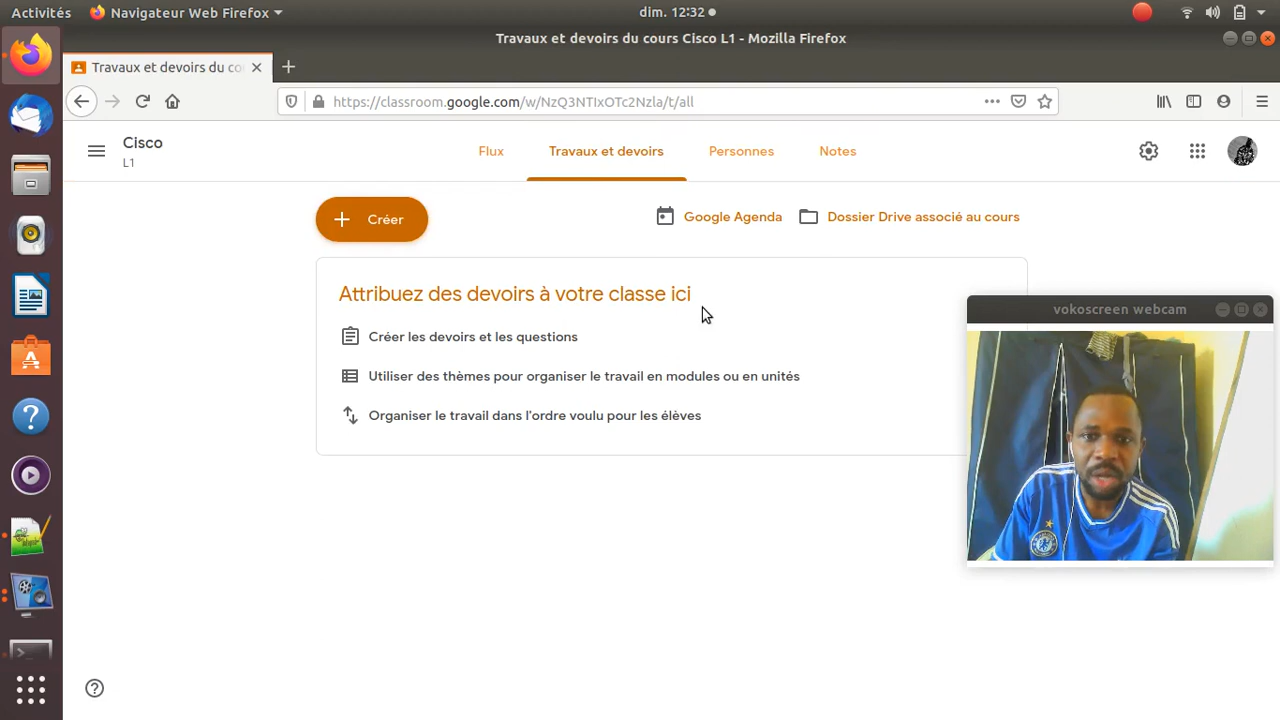 Activités
Navigateur Web Firefox
dim. 12:32
Travaux et devoirs du cours Cisco L1 - Mozilla Firefox
Travaux et devoirs du co
https://classroom.google.com/w/NzQ3NTIxOTc2Nzla/t/all
Cisco
L1
Flux
Travaux et devoirs
Personnes
Notes
Créer
Google Agenda
Dossier Drive associé au cours
Attribuez des devoirs à votre classe ici
Créer les devoirs et les questions
Utiliser des thèmes pour organiser le travail en modules ou en unités
Organiser le travail dans l'ordre voulu pour les élèves
vokoscreen webcam